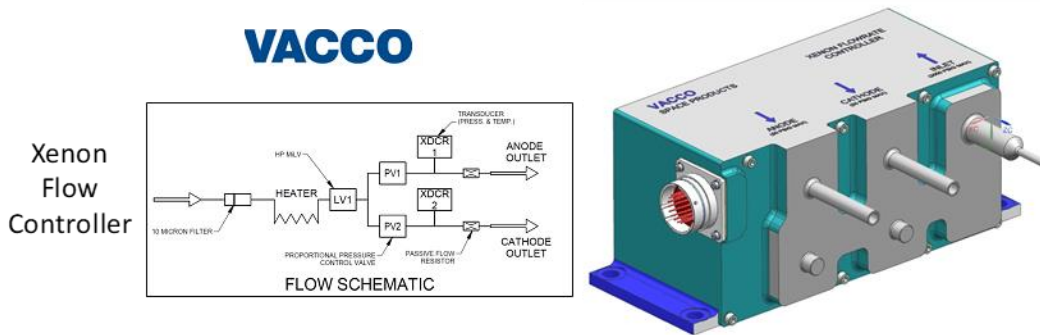 VACCO
Xenon
Flow
Controller
TRANSDUCER
(PRESS. & TEMP.)
XDCR
1
ANODE
OUTLET
HP MLV
HEATER
LV1
PV1
XDCR
2
PV2
10 MICRON FILTER
PROPORTIONAL PRESSURE
CONTROL VALVE
PASSIVE FLOW
RESISTOR
CATHODE
OUTLET
FLOW SCHEMATIC
VACCO
SPACE PRODUCTS
XENON FLOWRATE
CONTROLLER
ANODE
CATHODE
INLET